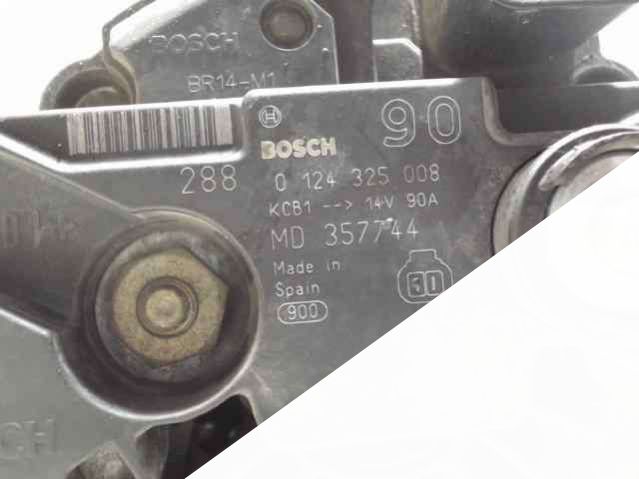 BOSCH
BR14-M1
90
BOSCH
288 0 124 325 008
KCB1 --> 14V 90A
MD 357744
Made in
Spain
900